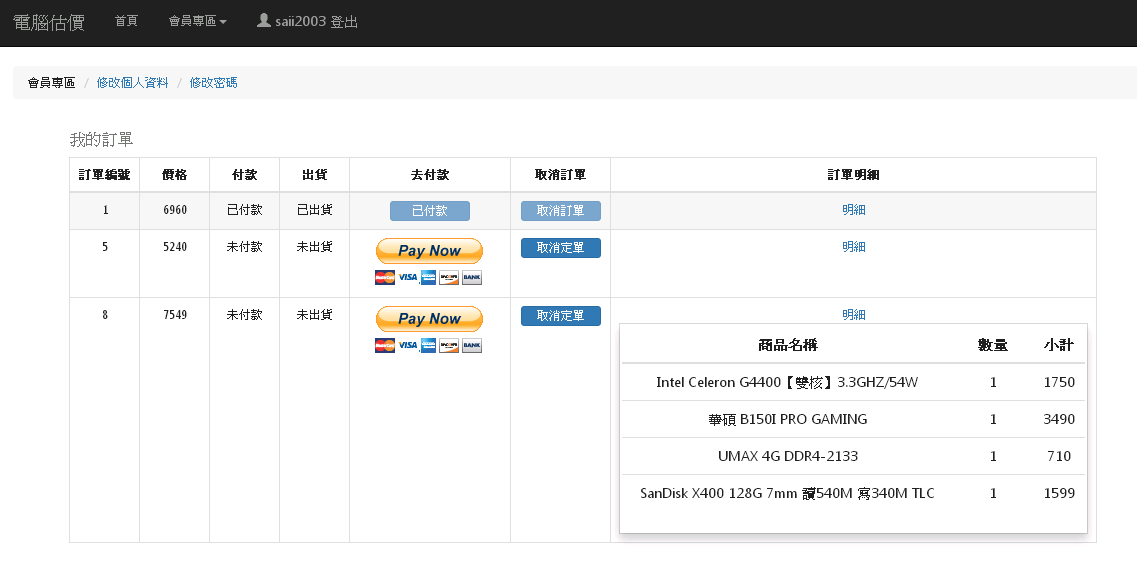 電腦估價 首頁 會員專區 saii2003 登出
會員專區 / 修改個人資料 / 修改密碼
我的訂單
訂單編號 價格 付款 出貨 去付款 取消訂單 訂單明細
1 6960 已付款 已出貨 已付款 取消訂單 明細
5 5240 未付款 未出貨 Pay Now 取消定單 明細
MasterCard VISA DISCOVER BANK
8 7549 未付款 未出貨 Pay Now 取消定單 明細
MasterCard VISA DISCOVER BANK
商品名稱 數量 小計
Intel Celeron G4400【雙核】3.3GHZ/54W 1 1750
華碩 B150I PRO GAMING 1 3490
UMAX 4G DDR4-2133 1 710
SanDisk X400 128G 7mm 讀540M 寫340M TLC 1 1599